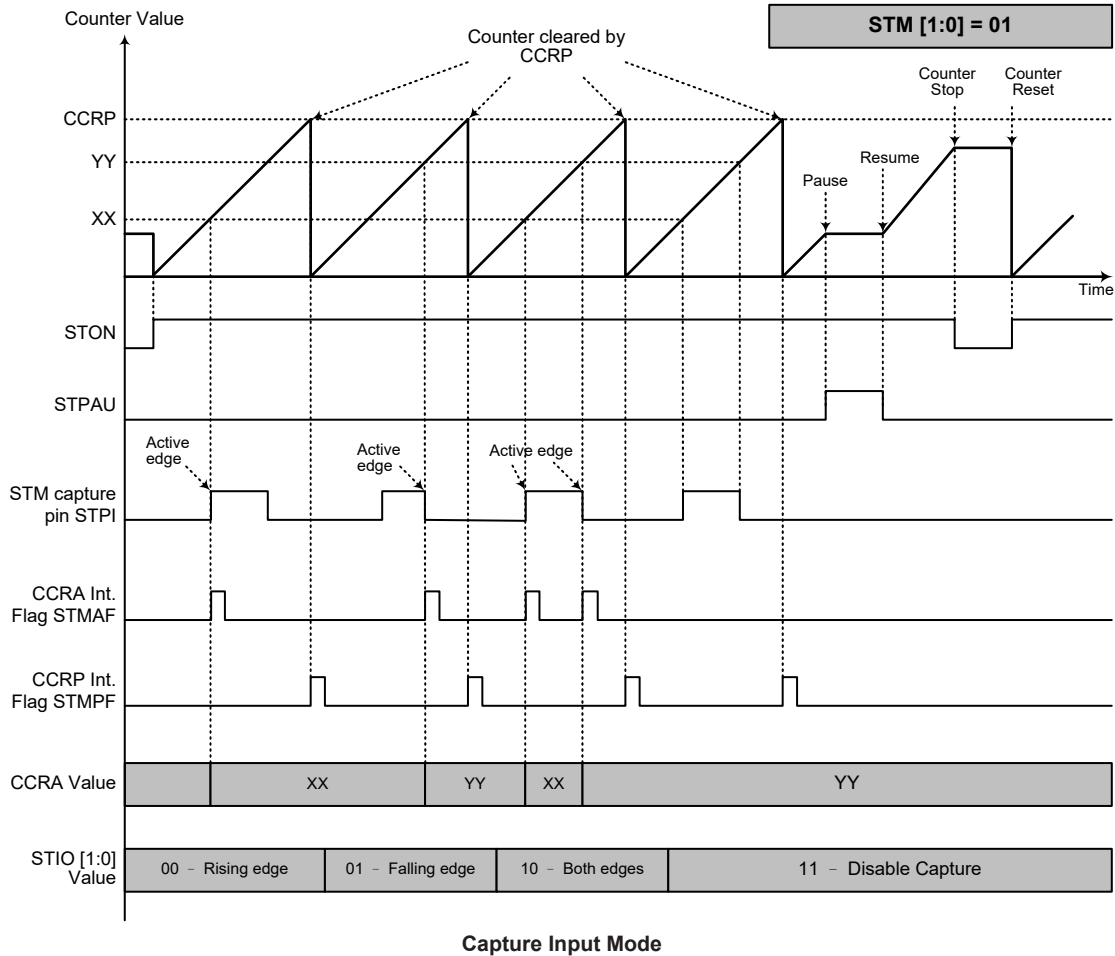 Counter Value
STM [1:0] = 01
Counter cleared by
CCRP
Counter
Stop
Counter
Reset
CCRP
YY
XX
Pause
Resume
Time
STON
STPAU
Active
edge
Active
edge
Active edge
STM capture
pin STPI
CCRA Int.
Flag STMAF
CCRP Int.
Flag STMPF
CCRA Value
XX
YY
XX
YY
STIO [1:0]
Value
00 – Rising edge
01 – Falling edge
10 – Both edges
11 – Disable Capture
Capture Input Mode